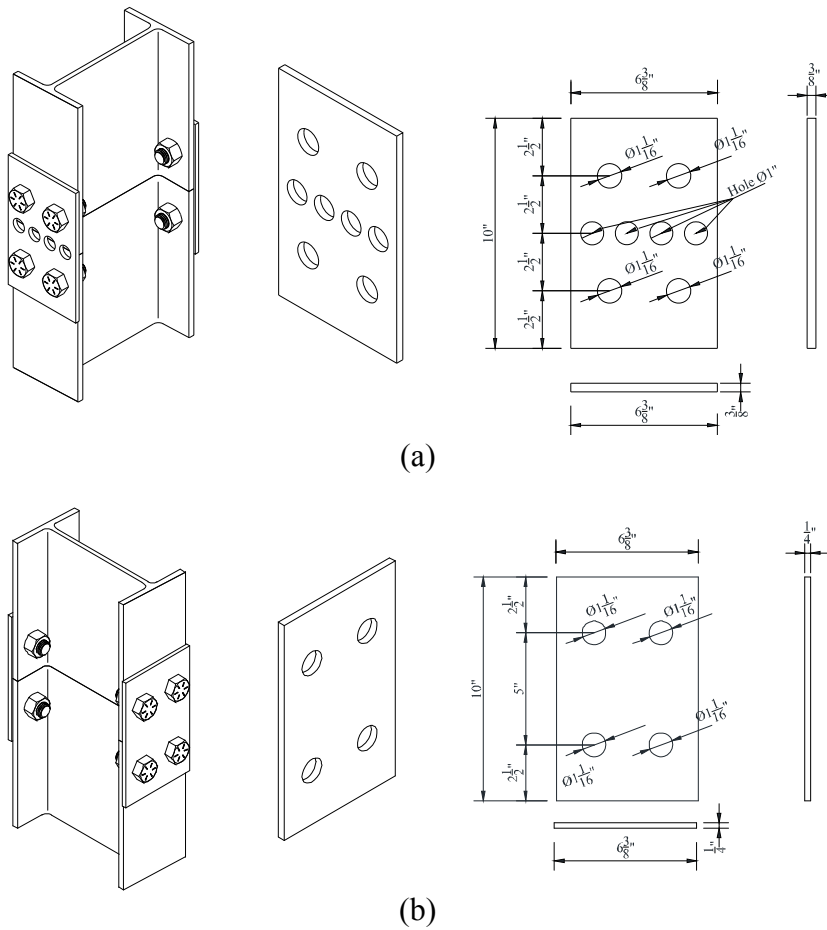 6 3/8"
3/8"
2 1/2"
Ø1 1/16"
Ø1 1/16"
Hole Ø1"
2 1/2"
10"
2 1/2"
Ø1 1/16"
Ø1 1/16"
2 1/2"
3/8"
6 3/8"
(a)
6 3/8"
1/4"
2 1/2"
Ø1 1/16"
Ø1 1/16"
10"
5"
Ø1 1/16"
2 1/2"
Ø1 1/16"
1/4"
6 3/8"
(b)